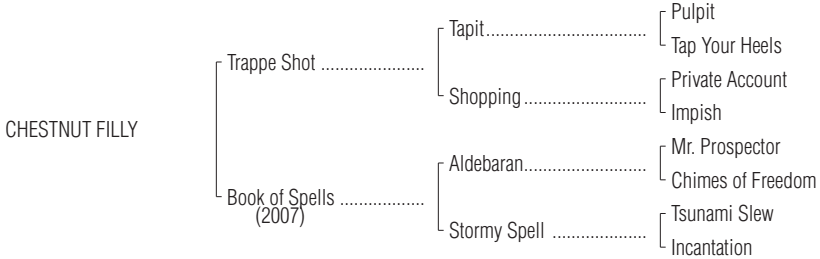 Pulpit
Tapit..................................
Tap Your Heels
Trappe Shot ......................
Private Account
Shopping..........................
Impish
CHESTNUT FILLY
Mr. Prospector
Aldebaran..........................
Chimes of Freedom
Book of Spells ..................
(2007)
Tsunami Slew
Stormy Spell ....................
Incantation